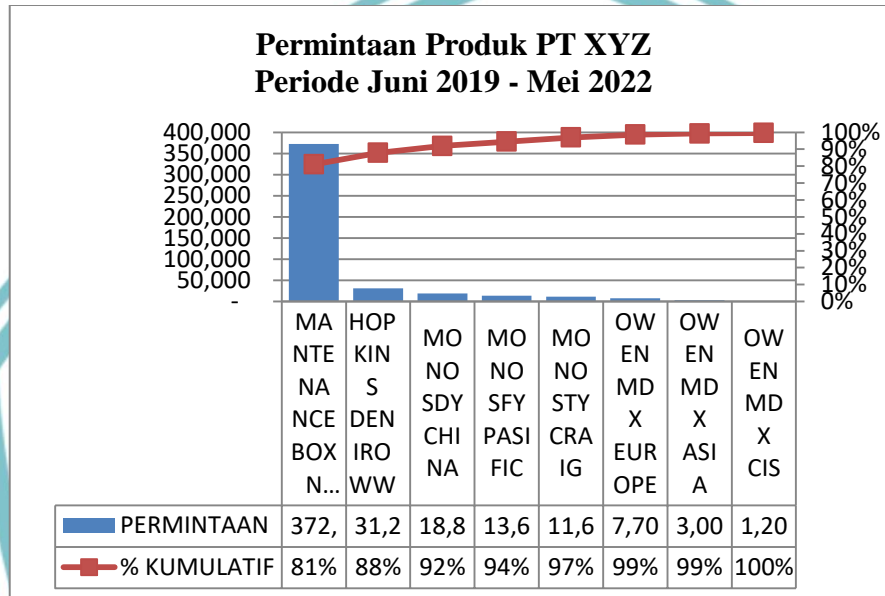 Permintaan Produk PT XYZ
Periode Juni 2019 - Mei 2022
400,000
350,000
300,000
250,000
200,000
150,000
100,000
50,000
-
100%
90%
80%
70%
60%
50%
40%
30%
20%
10%
0%
MA
NTE
NA
NCE
BOX
N...
HOP
KIN
S
DEN
IRO
WW
MO
NO
SDY
CHI
NA
MO
NO
SFY
PASI
FIC
MO
NO
STY
CRA
IG
OW
EN
MD
X
EUR
OPE
OW
EN
MD
X
ASI
A
OW
EN
MD
X
CIS
PERMINTAAN 372, 31,2 18,8 13,6 11,6 7,70 3,00 1,20
% KUMULATIF 81% 88% 92% 94% 97% 99% 99% 100%